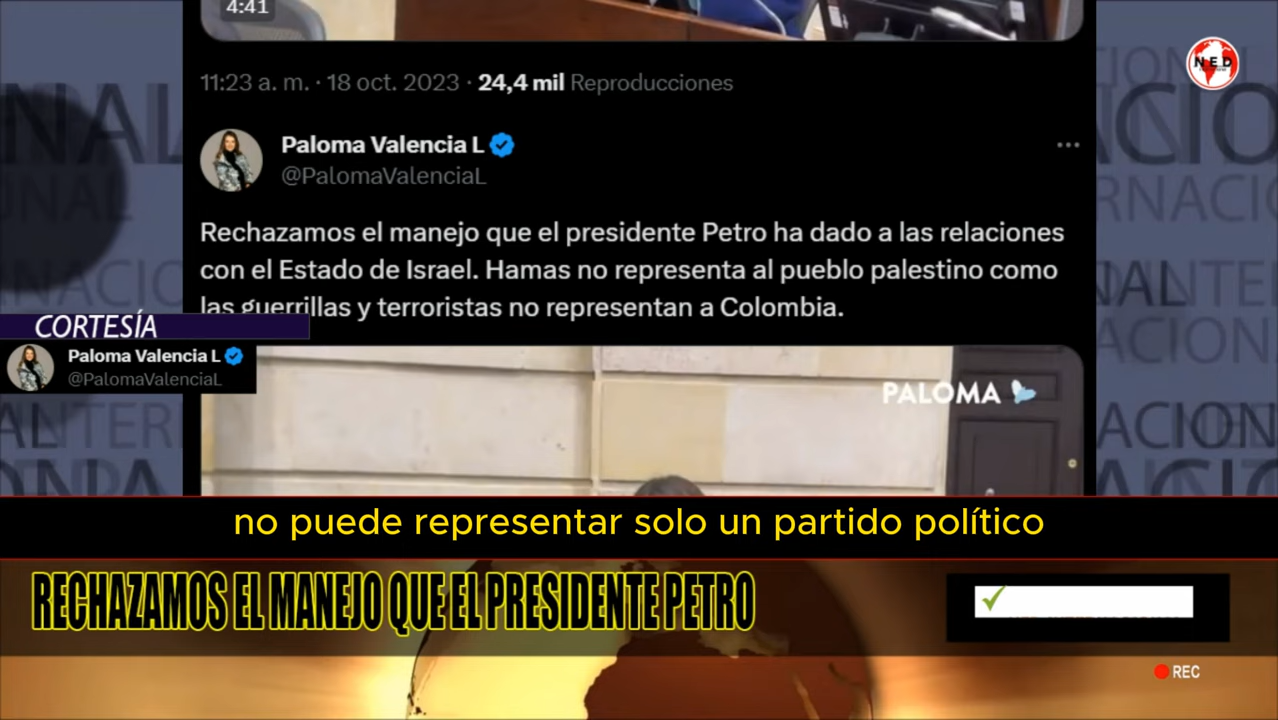 4:41
11:23 a. m. · 18 oct. 2023 · 24,4 mil Reproducciones
NED
Paloma Valencia L
@PalomaValenciaL
Rechazamos el manejo que el presidente Petro ha dado a las relaciones
con el Estado de Israel. Hamas no representa al pueblo palestino como
las guerrillas y terroristas no representan a Colombia.
CORTESÍA
Paloma Valencia L
@PalomaValenciaL
PALOMA
no puede representar solo un partido político
RECHAZAMOS EL MANEJO QUE EL PRESIDENTE PETRO
REC